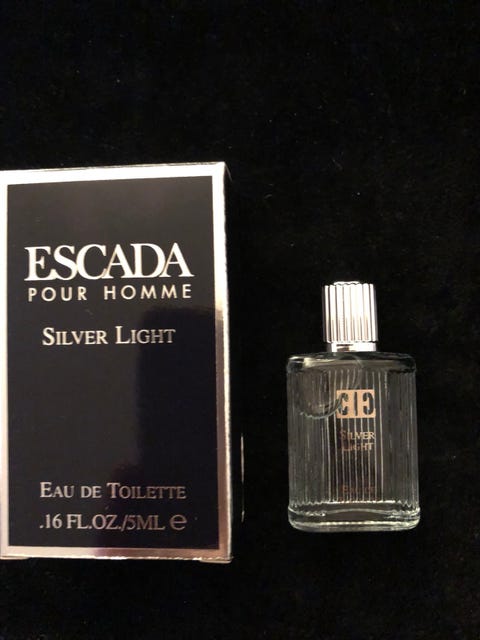 ESCADA
POUR HOMME
SILVER LIGHT
EAU DE TOILETTE
.16 FL.OZ./5ML ℮
SILVER
LIGHT